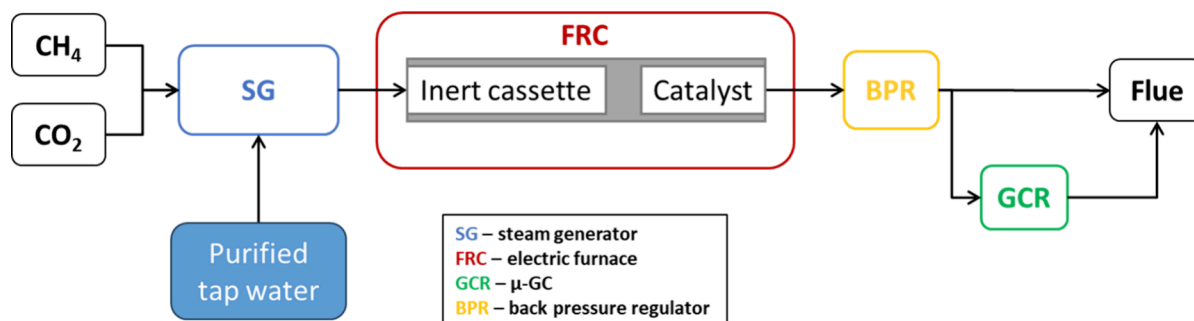 CH₄
CO₂
SG
Purified
tap water
FRC
Inert cassette
Catalyst
BPR
Flue
GCR
SG – steam generator
FRC – electric furnace
GCR – µ-GC
BPR – back pressure regulator